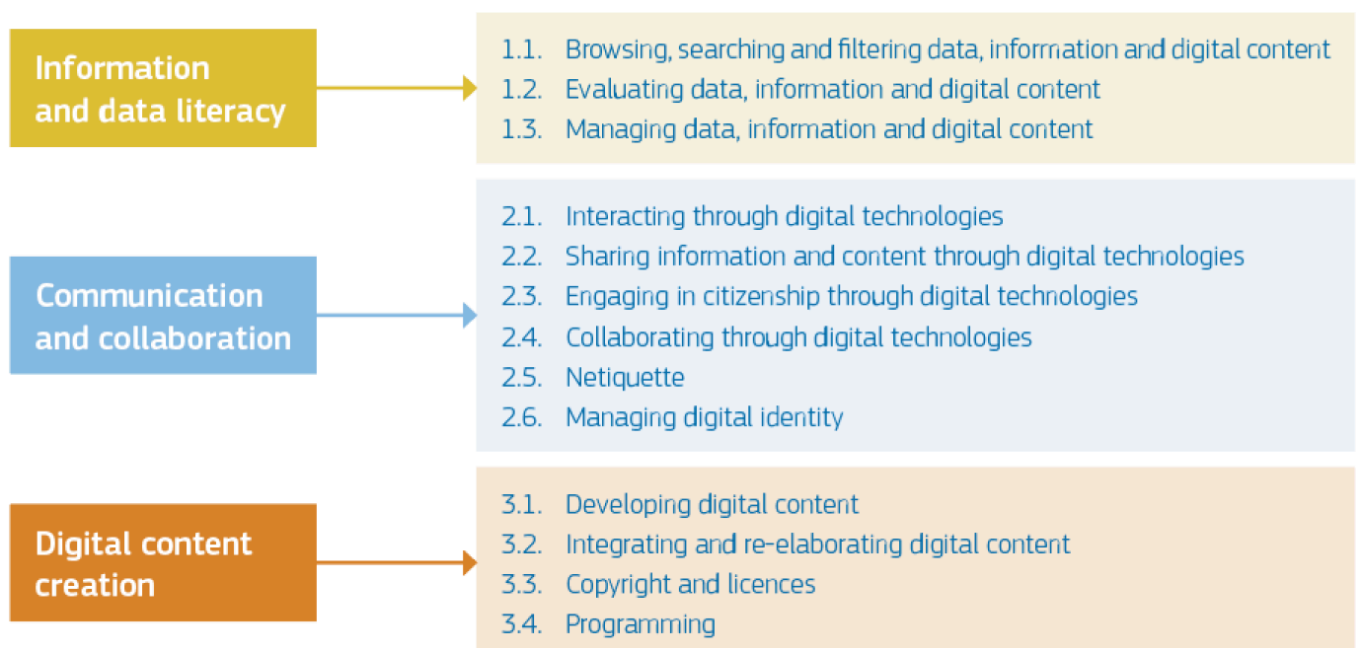 Information
and data literacy
1.1. Browsing, searching and filtering data, information and digital content
1.2. Evaluating data, information and digital content
1.3. Managing data, information and digital content
Communication
and collaboration
2.1. Interacting through digital technologies
2.2. Sharing information and content through digital technologies
2.3. Engaging in citizenship through digital technologies
2.4. Collaborating through digital technologies
2.5. Netiquette
2.6. Managing digital identity
Digital content
creation
3.1. Developing digital content
3.2. Integrating and re-elaborating digital content
3.3. Copyright and licences
3.4. Programming